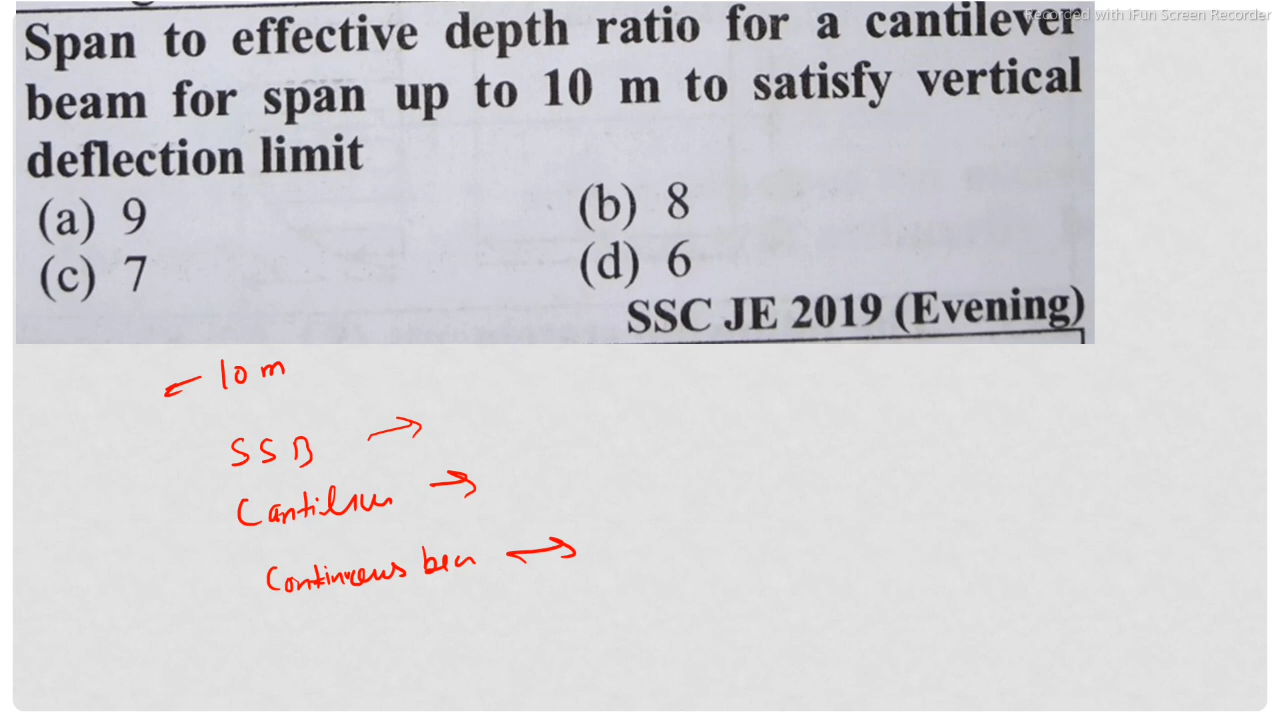 Recorded with iFun Screen Recorder
Span to effective depth ratio for a cantilever
beam for span up to 10 m to satisfy vertical
deflection limit
(a) 9 (b) 8
(c) 7 (d) 6
SSC JE 2019 (Evening)
10 m
SSB
Cantilever
Continuous beam